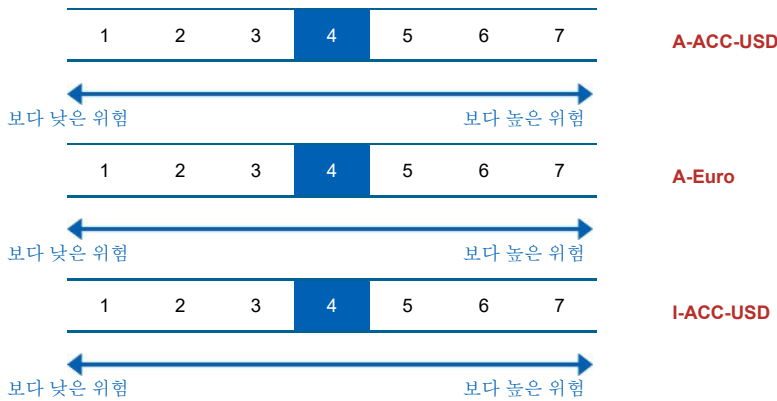 1 2 3 4 5 6 7 A-ACC-USD
보다 낮은 위험 보다 높은 위험
1 2 3 4 5 6 7 A-Euro
보다 낮은 위험 보다 높은 위험
1 2 3 4 5 6 7 I-ACC-USD
보다 낮은 위험 보다 높은 위험